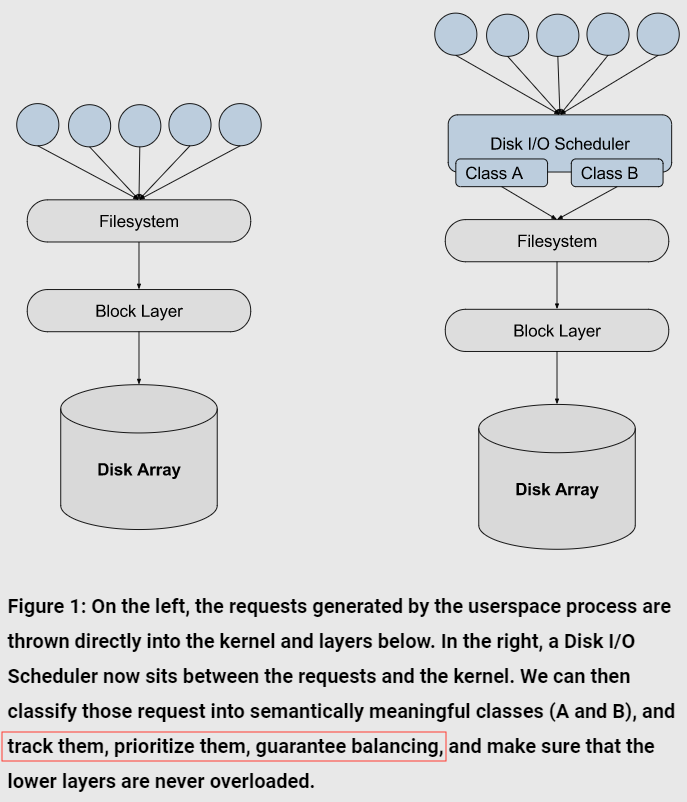 Disk I/O Scheduler
Class A
Class B
Filesystem
Filesystem
Block Layer
Block Layer
Disk Array
Disk Array
Figure 1: On the left, the requests generated by the userspace process are
thrown directly into the kernel and layers below. In the right, a Disk I/O
Scheduler now sits between the requests and the kernel. We can then
classify those request into semantically meaningful classes (A and B), and
track them, prioritize them, guarantee balancing, and make sure that the
lower layers are never overloaded.